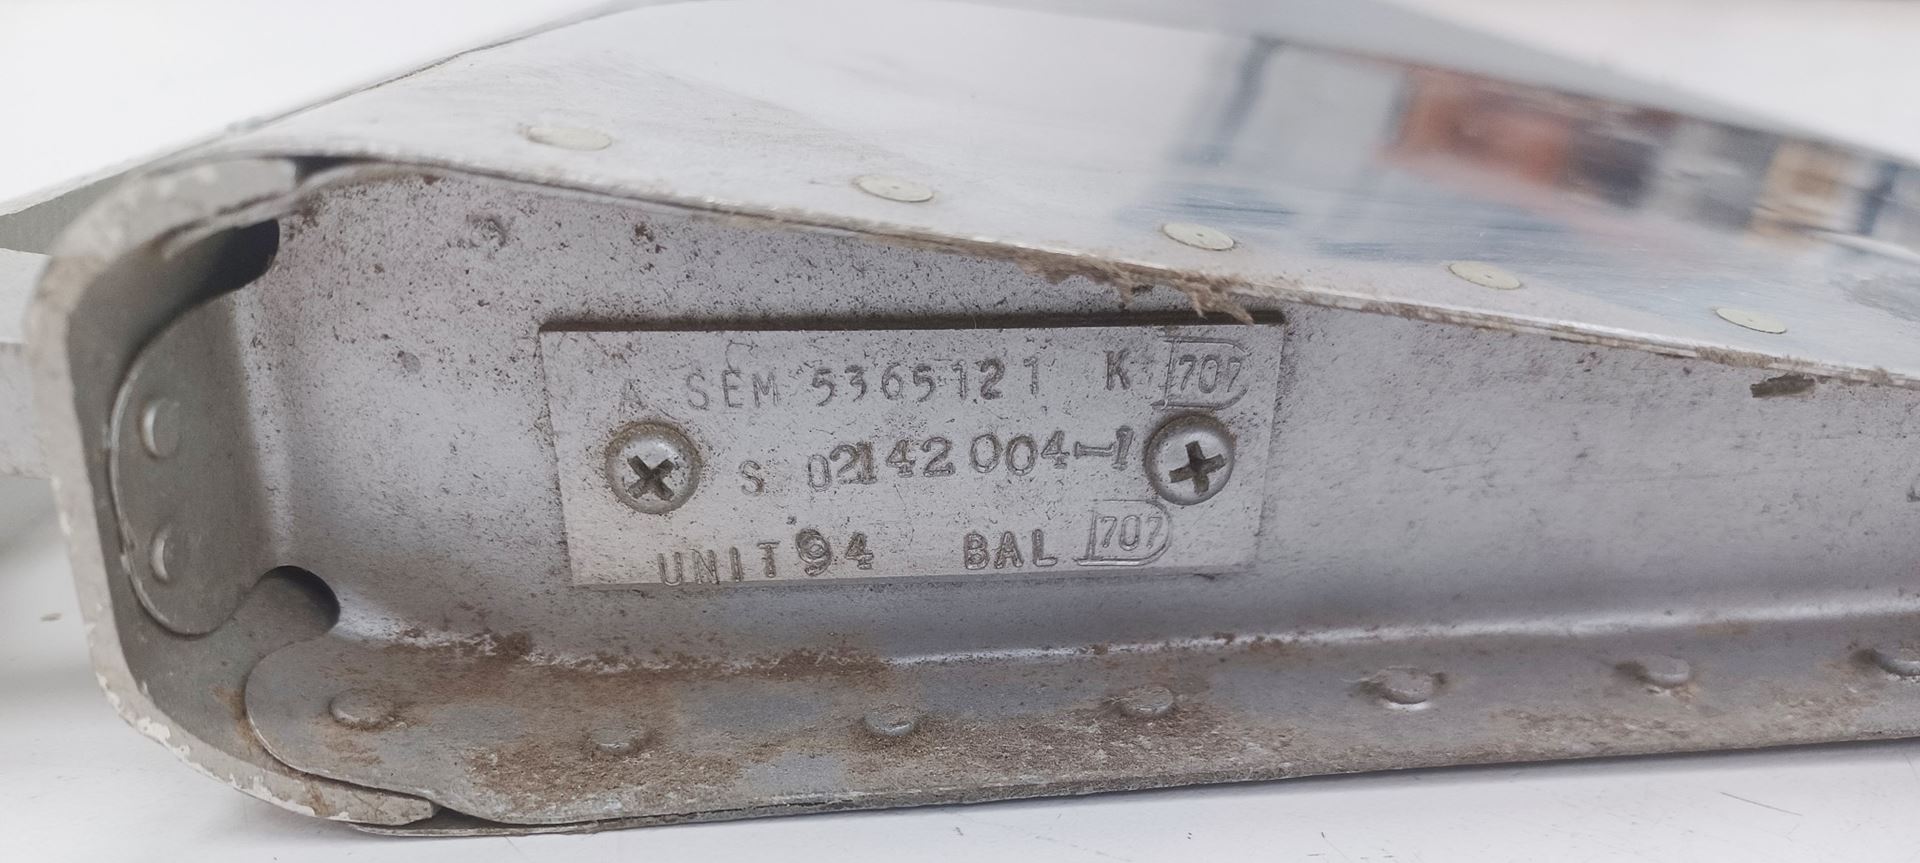 A SEM 5365121 K 707
S 02142004-1
UNIT 94 BAL 707